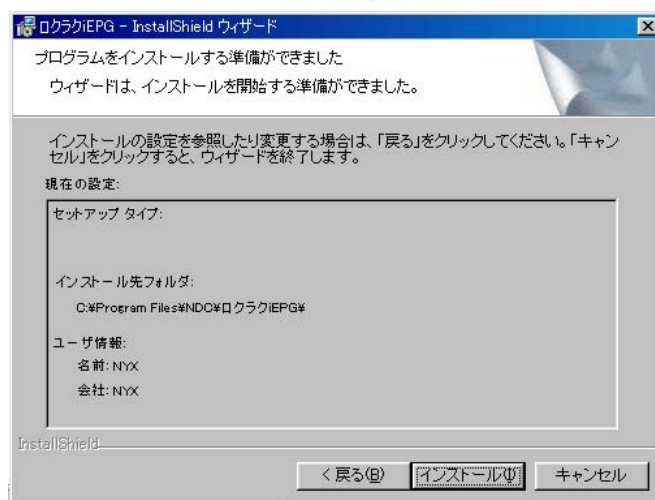 ロクラクiEPG - InstallShield ウィザード
プログラムをインストールする準備ができました
ウィザードは、インストールを開始する準備ができました。
インストールの設定を参照したり変更する場合は、「戻る」をクリックしてください。「キャン
セル」をクリックすると、ウィザードを終了します。
現在の設定:
セットアップ タイプ:
インストール先フォルダ:
C:¥Program Files¥NDC¥ロクラクiEPG¥
ユーザ情報:
名前: NYX
会社: NYX
InstallShield
< 戻る(B) インストール(I) キャンセル